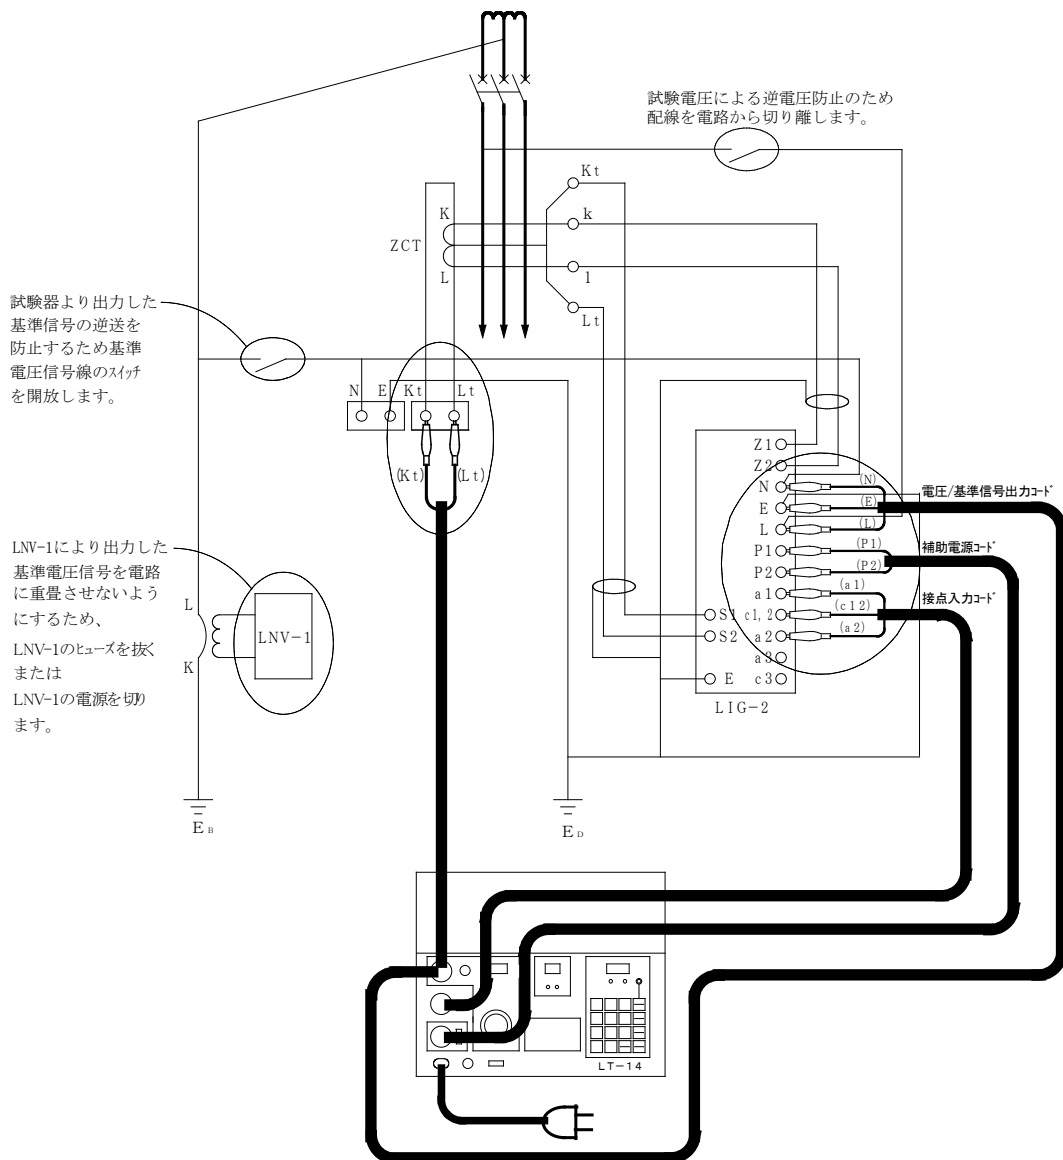 試験電圧による逆電圧防止のため
配線を電路から切り離します。
Kt
k
K
ZCT
L
l
Lt
試験器より出力した
基準信号の逆送を
防止するため基準
電圧信号線のｽｲｯﾁ
を開放します。
N E Kt Lt
(Kt) (Lt)
Z1
Z2
N (N)
E (E)
L (L)
P1 (P1)
P2 (P2)
a1 (a1)
S1 c1,2 (c12)
S2 a2 (a2)
a3
E c3
LIG-2
電圧/基準信号出力ｺｰﾄﾞ
補助電源ｺｰﾄﾞ
接点入力ｺｰﾄﾞ
LNV-1により出力した
基準電圧信号を電路
に重畳させないよう
にするため、
LNV-1のﾋｭｰｽﾞを抜く
または
LNV-1の電源を切り
ます。
L
LNV-1
K
EB
ED
LT-14